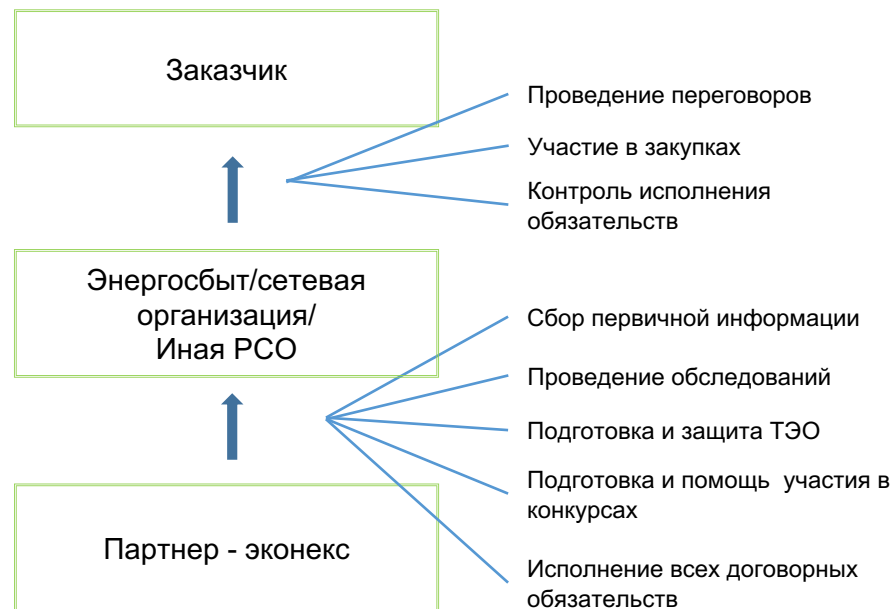 Заказчик
Проведение переговоров
Участие в закупках
Контроль исполнения
обязательств
Энергосбыт/сетевая
организация/
Иная РСО
Сбор первичной информации
Проведение обследований
Подготовка и защита ТЭО
Подготовка и помощь  участия в
конкурсах
Партнер - эконекс
Исполнение всех договорных
обязательств